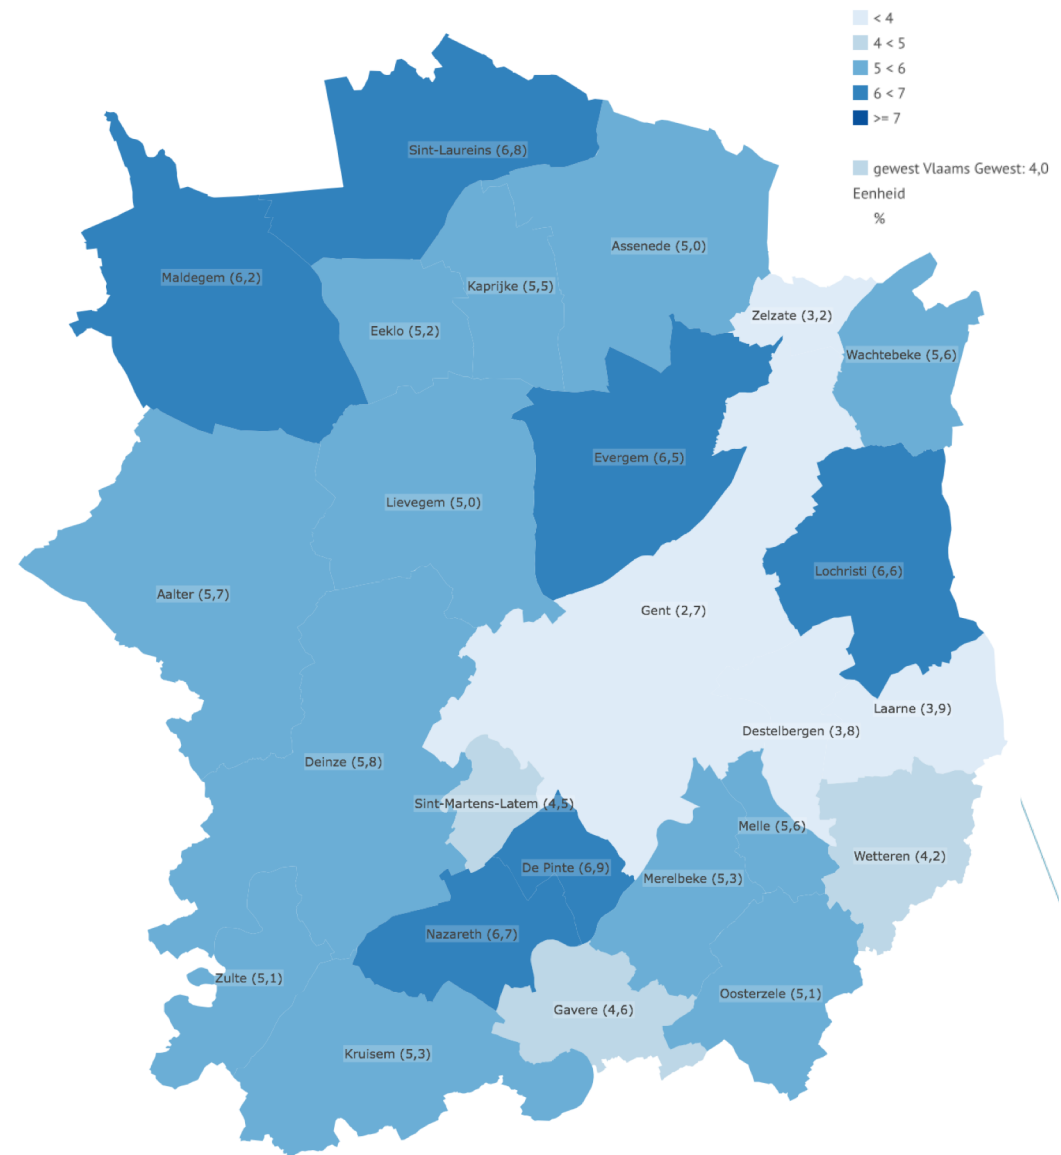 < 4
4 < 5
5 < 6
6 < 7
>= 7
gewest Vlaams Gewest: 4,0
Eenheid
%
Sint-Laureins (6,8)
Assenede (5,0)
Maldegem (6,2)
Kaprijke (5,5)
Zelzate (3,2)
Eeklo (5,2)
Wachtebeke (5,6)
Evergem (6,5)
Lievegem (5,0)
Lochristi (6,6)
Aalter (5,7)
Gent (2,7)
Laarne (3,9)
Destelbergen (3,8)
Deinze (5,8)
Sint-Martens-Latem (4,5)
Melle (5,6)
Wetteren (4,2)
De Pinte (6,9)
Merelbeke (5,3)
Nazareth (6,7)
Zulte (5,1)
Oosterzele (5,1)
Gavere (4,6)
Kruisem (5,3)